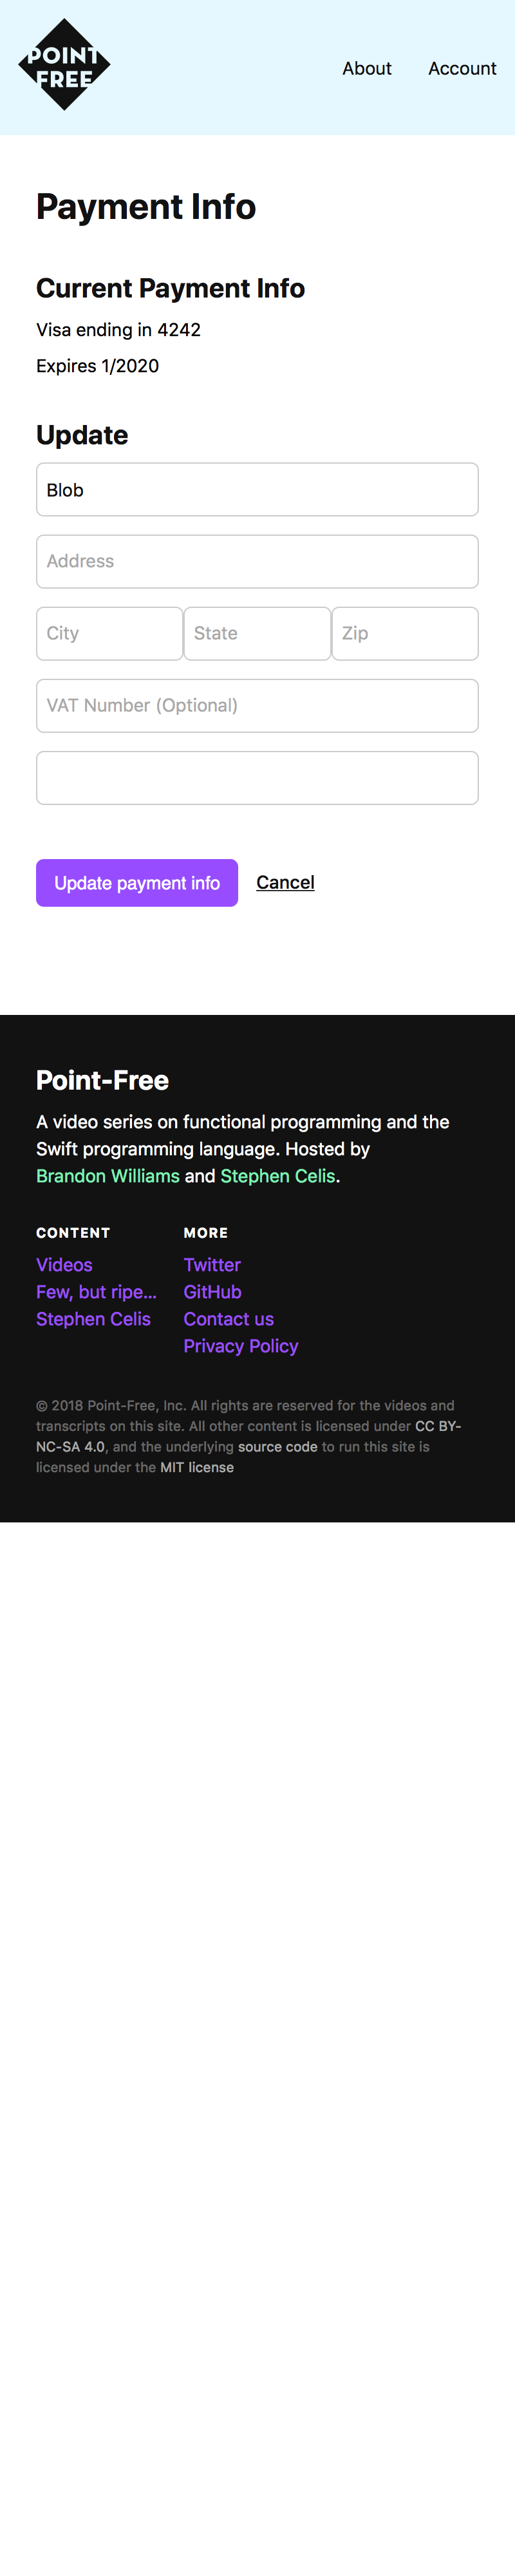 POINT
FREE
About Account
Payment Info
Current Payment Info
Visa ending in 4242
Expires 1/2020
Update
Blob
Address
City State Zip
VAT Number (Optional)
Update payment info Cancel
Point-Free
A video series on functional programming and the
Swift programming language. Hosted by
Brandon Williams and Stephen Celis.
CONTENT MORE
Videos Twitter
Few, but ripe... GitHub
Stephen Celis Contact us
Privacy Policy
© 2018 Point-Free, Inc. All rights are reserved for the videos and
transcripts on this site. All other content is licensed under CC BY-
NC-SA 4.0, and the underlying source code to run this site is
licensed under the MIT license